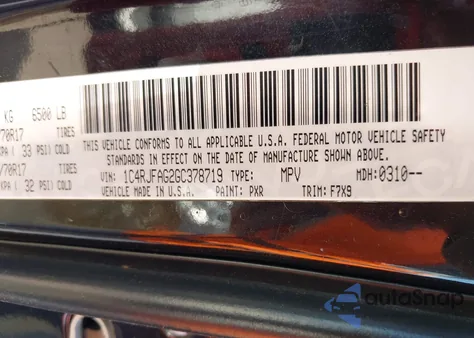 KG 6500 LB
70R17 TIRES
KPA ( 33 PSI) COLD
/70R17 TIRES
KPA ( 32 PSI) COLD
THIS VEHICLE CONFORMS TO ALL APPLICABLE U.S.A. FEDERAL MOTOR VEHICLE SAFETY
STANDARDS IN EFFECT ON THE DATE OF MANUFACTURE SHOWN ABOVE.
VIN: 1C4RJFAG2GC378719 TYPE: MPV MDH:0310--
VEHICLE MADE IN U.S.A. PAINT: PXR TRIM: F7X9
autoSnap